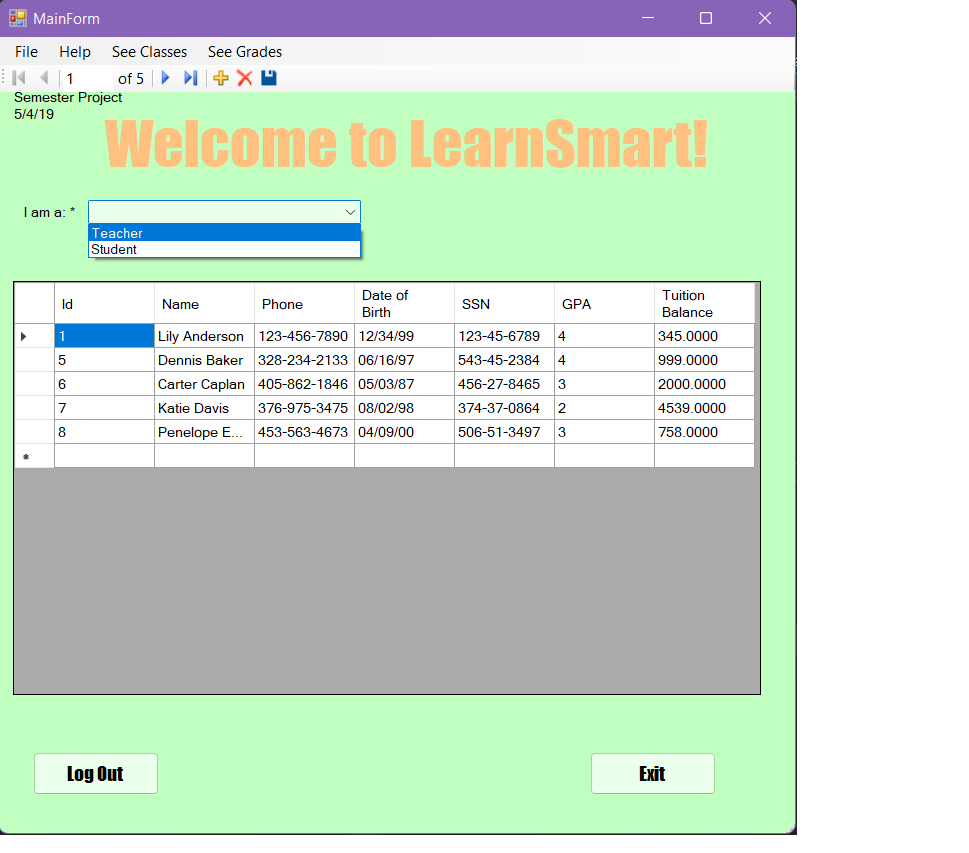 MainForm
File Help See Classes See Grades
1 of 5
Semester Project
5/4/19
Welcome to LearnSmart!
I am a: *
Teacher
Student
Id Name Phone Date of Birth SSN GPA Tuition Balance
1 Lily Anderson 123-456-7890 12/34/99 123-45-6789 4 345.0000
5 Dennis Baker 328-234-2133 06/16/97 543-45-2384 4 999.0000
6 Carter Caplan 405-862-1846 05/03/87 456-27-8465 3 2000.0000
7 Katie Davis 376-975-3475 08/02/98 374-37-0864 2 4539.0000
8 Penelope E... 453-563-4673 04/09/00 506-51-3497 3 758.0000
*
Log Out Exit